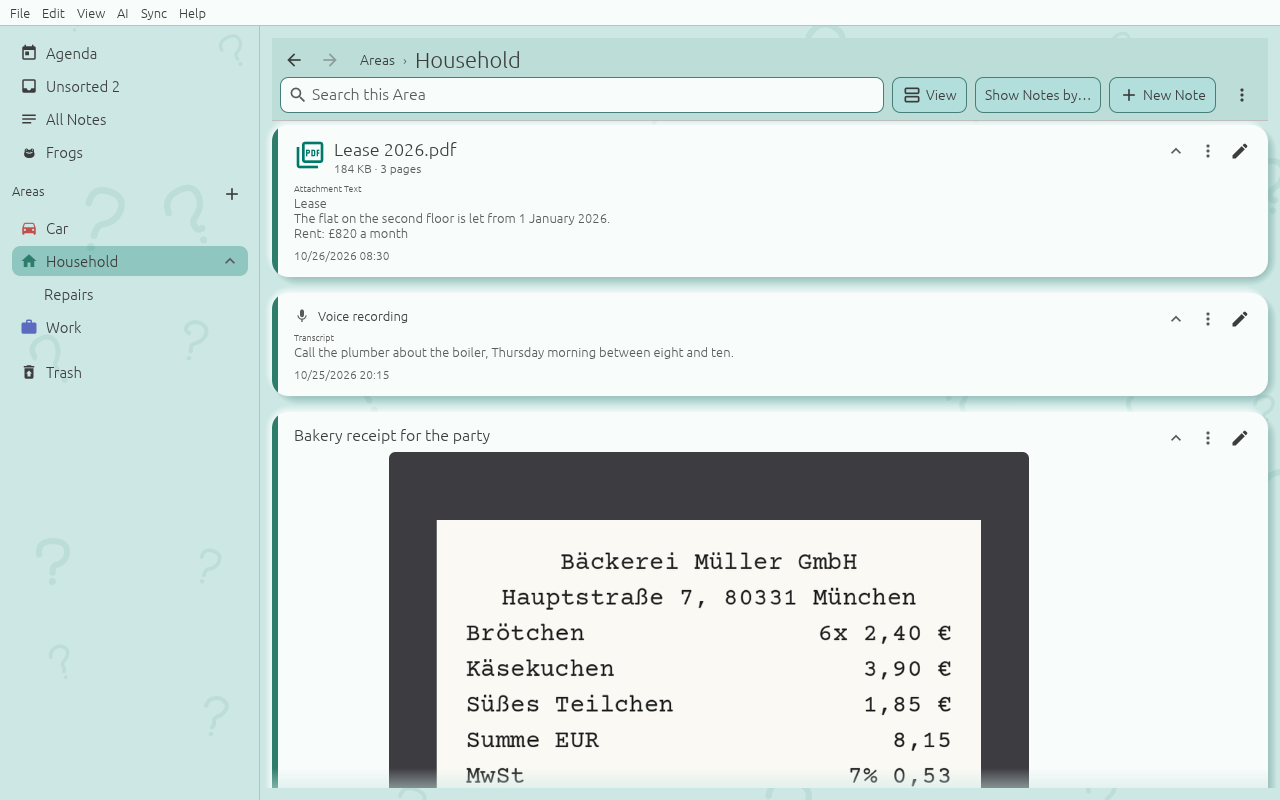 File Edit View AI Sync Help
Agenda
Unsorted 2
All Notes
Frogs
Areas
Car
Household
Repairs
Work
Trash
Areas › Household
Search this Area
View
Show Notes by...
New Note
PDF
Lease 2026.pdf
184 KB · 3 pages
Attachment Text
Lease
The flat on the second floor is let from 1 January 2026.
Rent: £820 a month
10/26/2026 08:30
Voice recording
Transcript
Call the plumber about the boiler, Thursday morning between eight and ten.
10/25/2026 20:15
Bakery receipt for the party
Bäckerei Müller GmbH
Hauptstraße 7, 80331 München
Brötchen 6x 2,40 €
Käsekuchen 3,90 €
Süßes Teilchen 1,85 €
Summe EUR 8,15
MwSt 7% 0,53